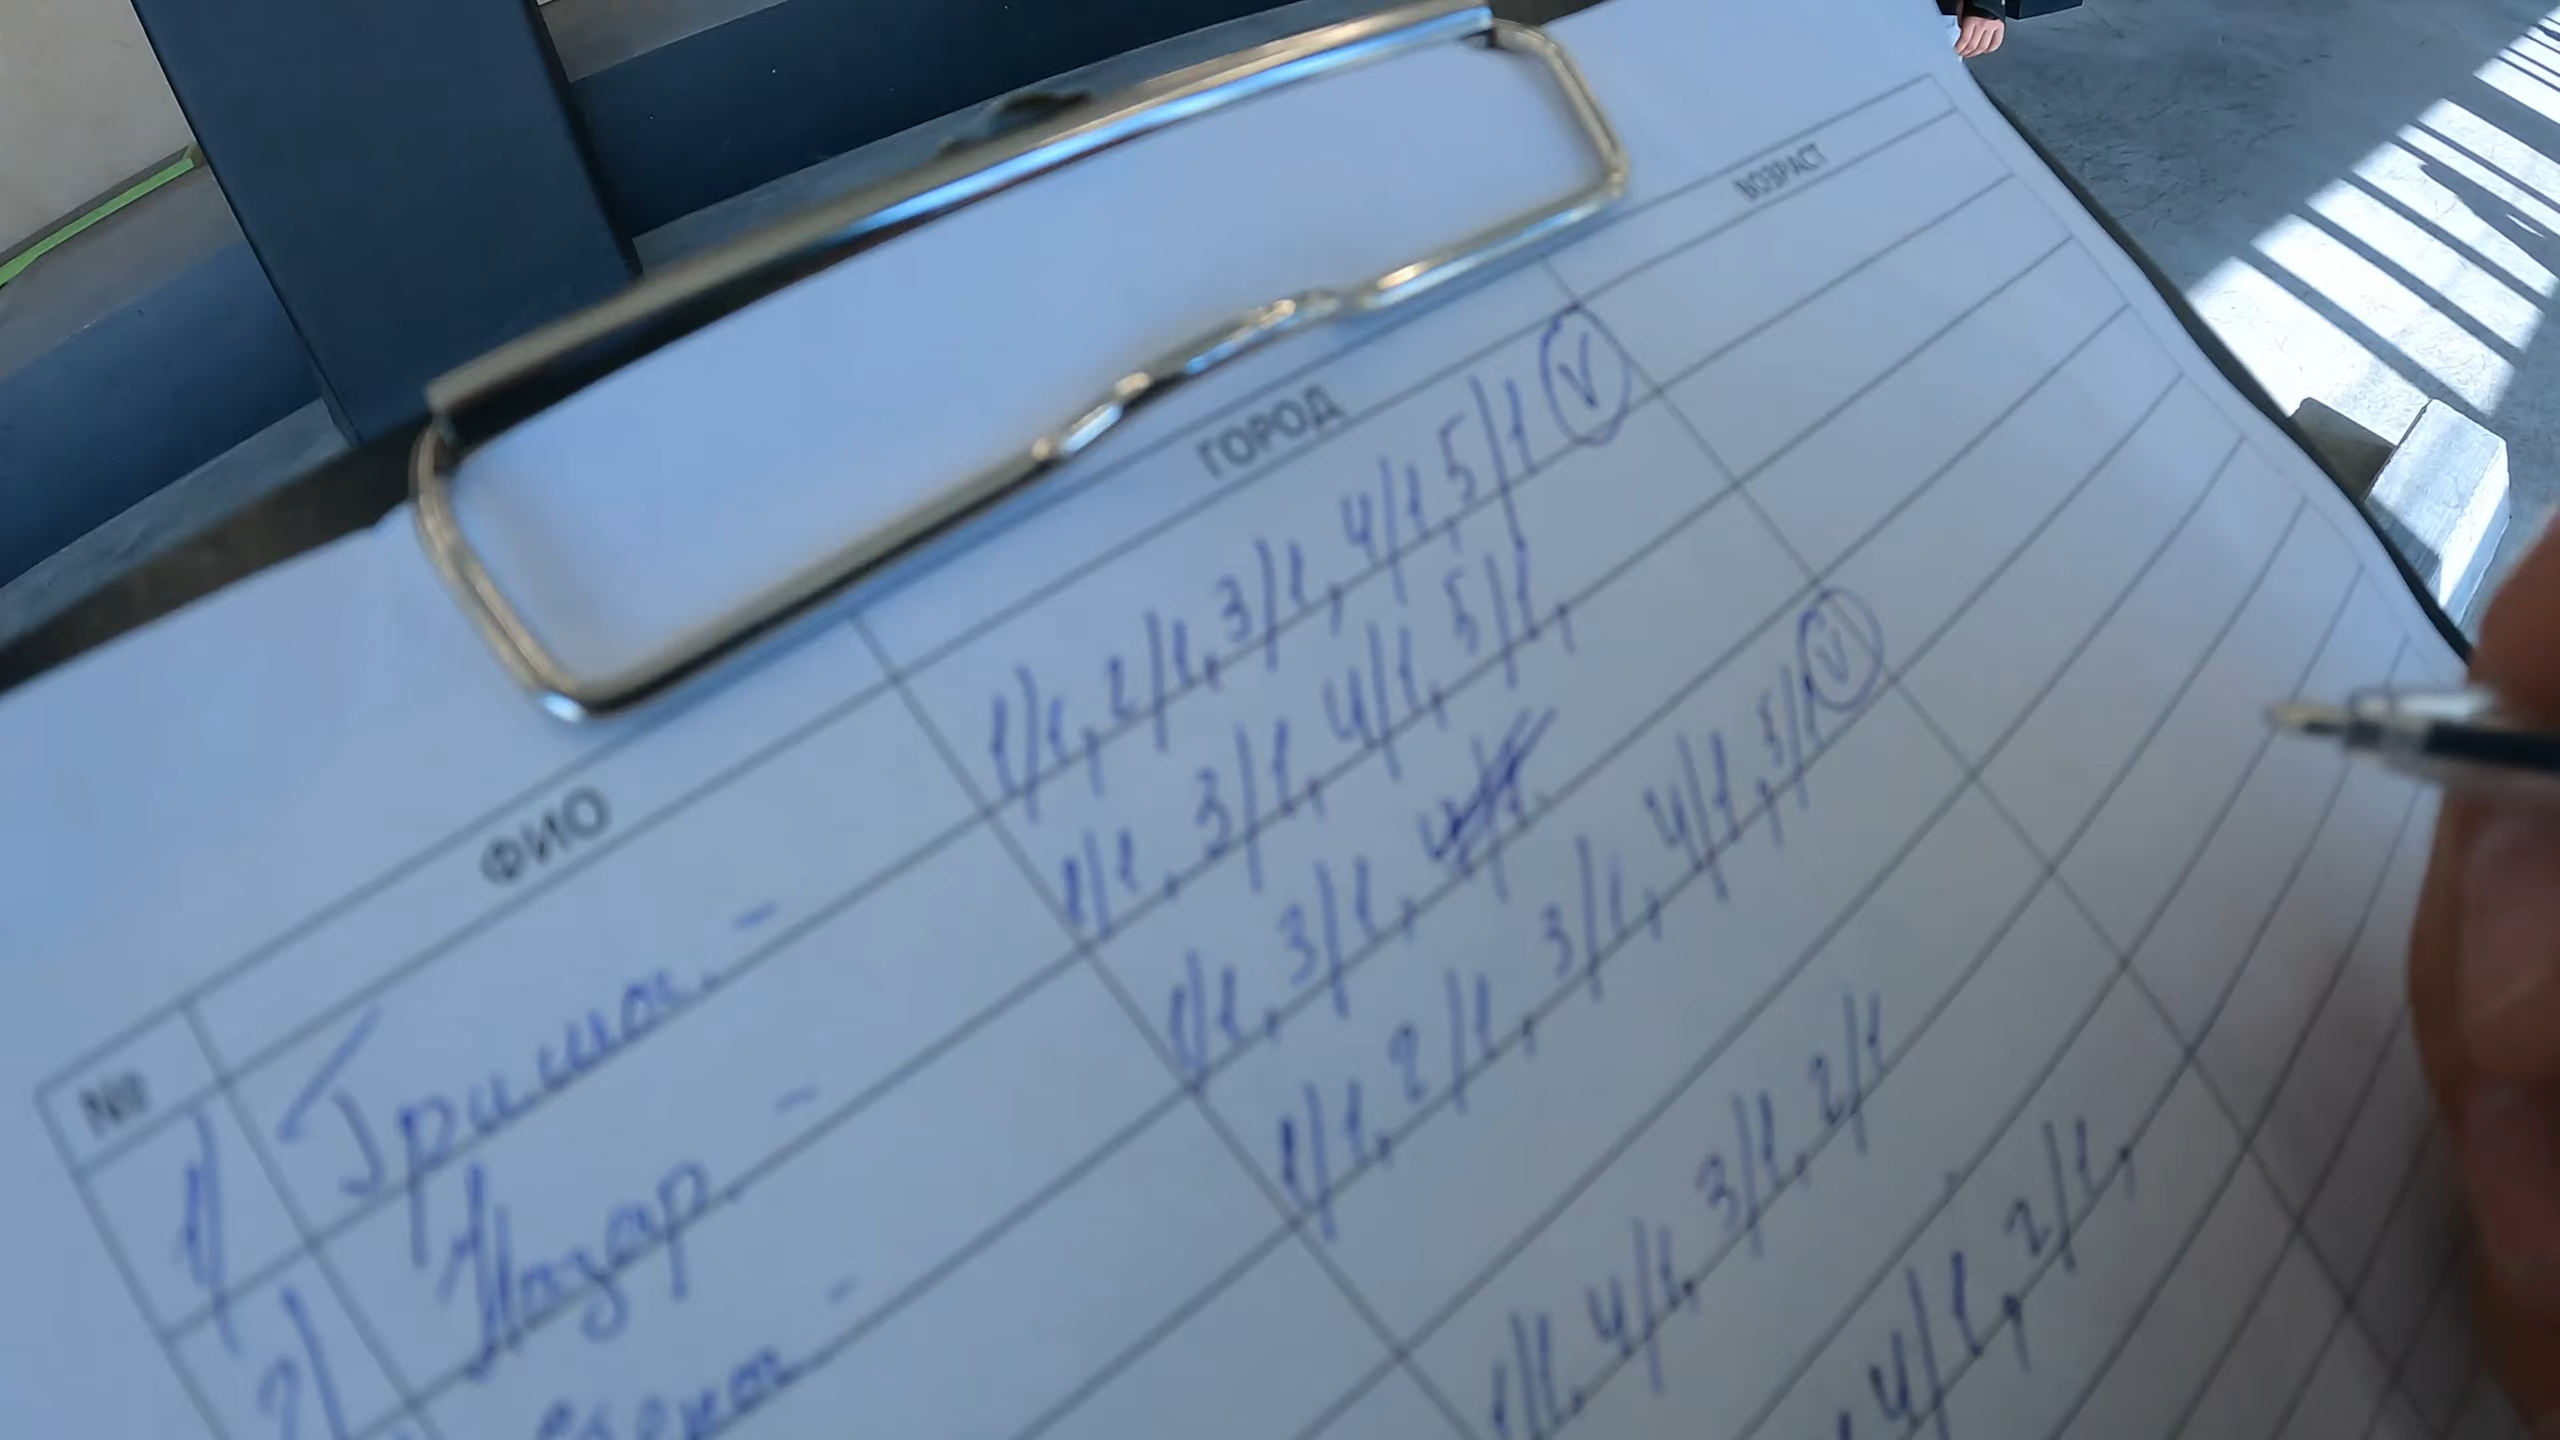 № ФИО ГОРОД ВОЗРАСТ
1) Гриша. - 1/1, 2/1, 3/1, 4/1, 5/1 V
2) Назар. - 1/1, 3/1, 4/1, 5/1,
- 1/1, 3/1,
1/1, 2/1, 3/1, 4/1, 5/1 V
1/1, 4/1, 3/1, 2/1
, 4/1, 2/1,